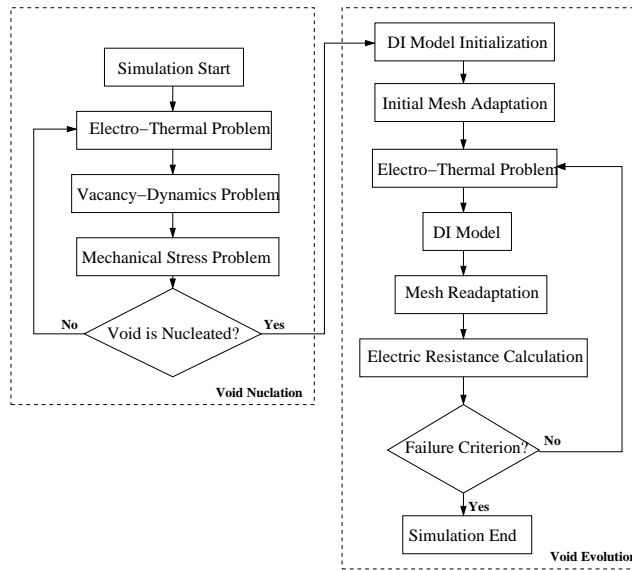 Simulation Start
Electro−Thermal Problem
Vacancy−Dynamics Problem
Mechanical Stress Problem
Void is Nucleated?
No
Yes
Void Nuclation
DI Model Initialization
Initial Mesh Adaptation
Electro−Thermal Problem
DI Model
Mesh Readaptation
Electric Resistance Calculation
Failure Criterion?
No
Yes
Simulation End
Void Evolution